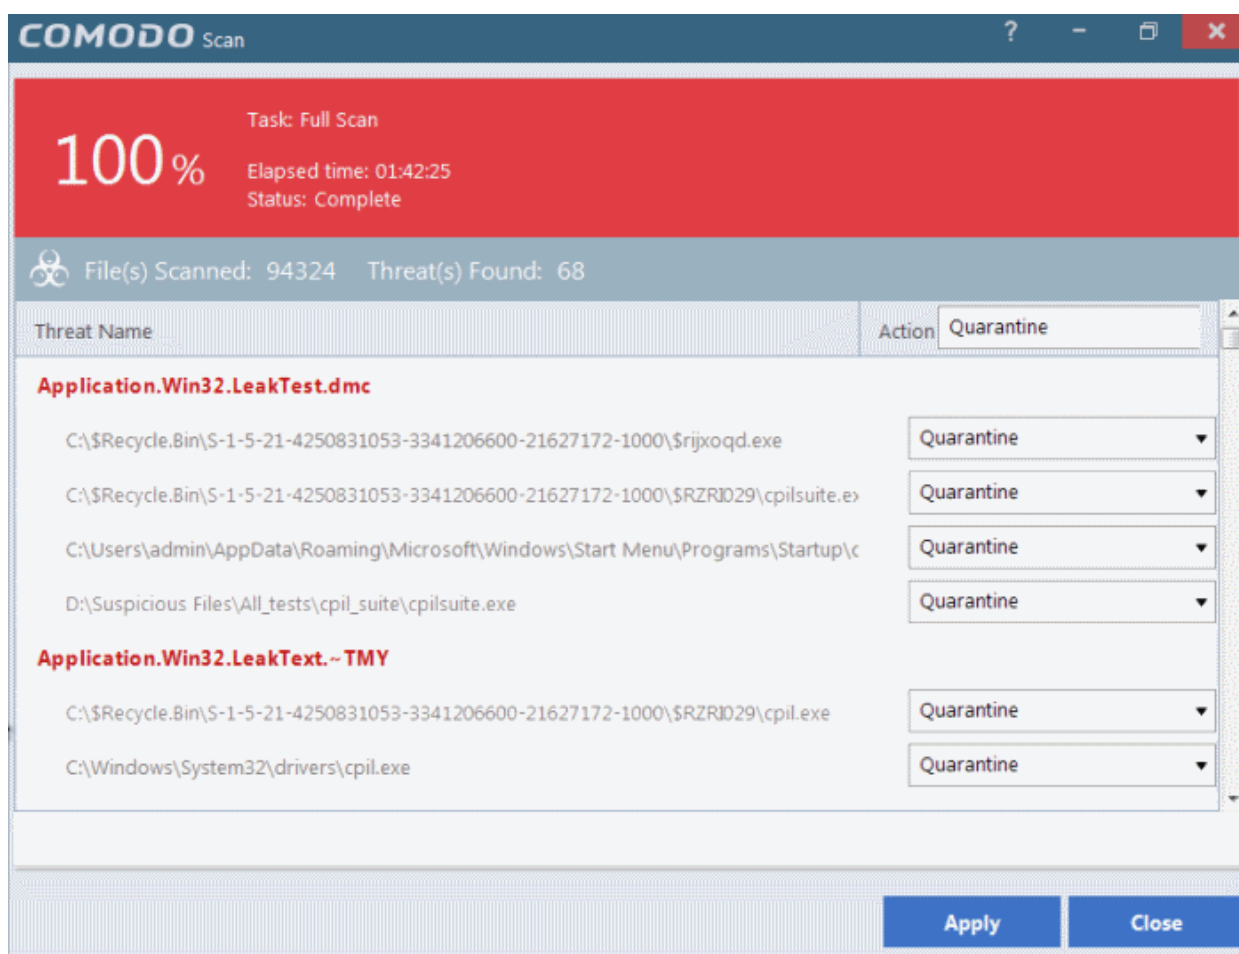 COMODO Scan
?
100 %
Task: Full Scan
Elapsed time: 01:42:25
Status: Complete
File(s) Scanned: 94324 Threat(s) Found: 68
Threat Name Action Quarantine
Application.Win32.LeakTest.dmc
C:\$Recycle.Bin\S-1-5-21-4250831053-3341206600-21627172-1000\$rijxoqd.exe Quarantine
C:\$Recycle.Bin\S-1-5-21-4250831053-3341206600-21627172-1000\$RZRI029\cpilsuite.ex Quarantine
C:\Users\admin\AppData\Roaming\Microsoft\Windows\Start Menu\Programs\Startup\c Quarantine
D:\Suspicious Files\All_tests\cpil_suite\cpilsuite.exe Quarantine
Application.Win32.LeakText.~TMY
C:\$Recycle.Bin\S-1-5-21-4250831053-3341206600-21627172-1000\$RZRI029\cpil.exe Quarantine
C:\Windows\System32\drivers\cpil.exe Quarantine
Apply Close